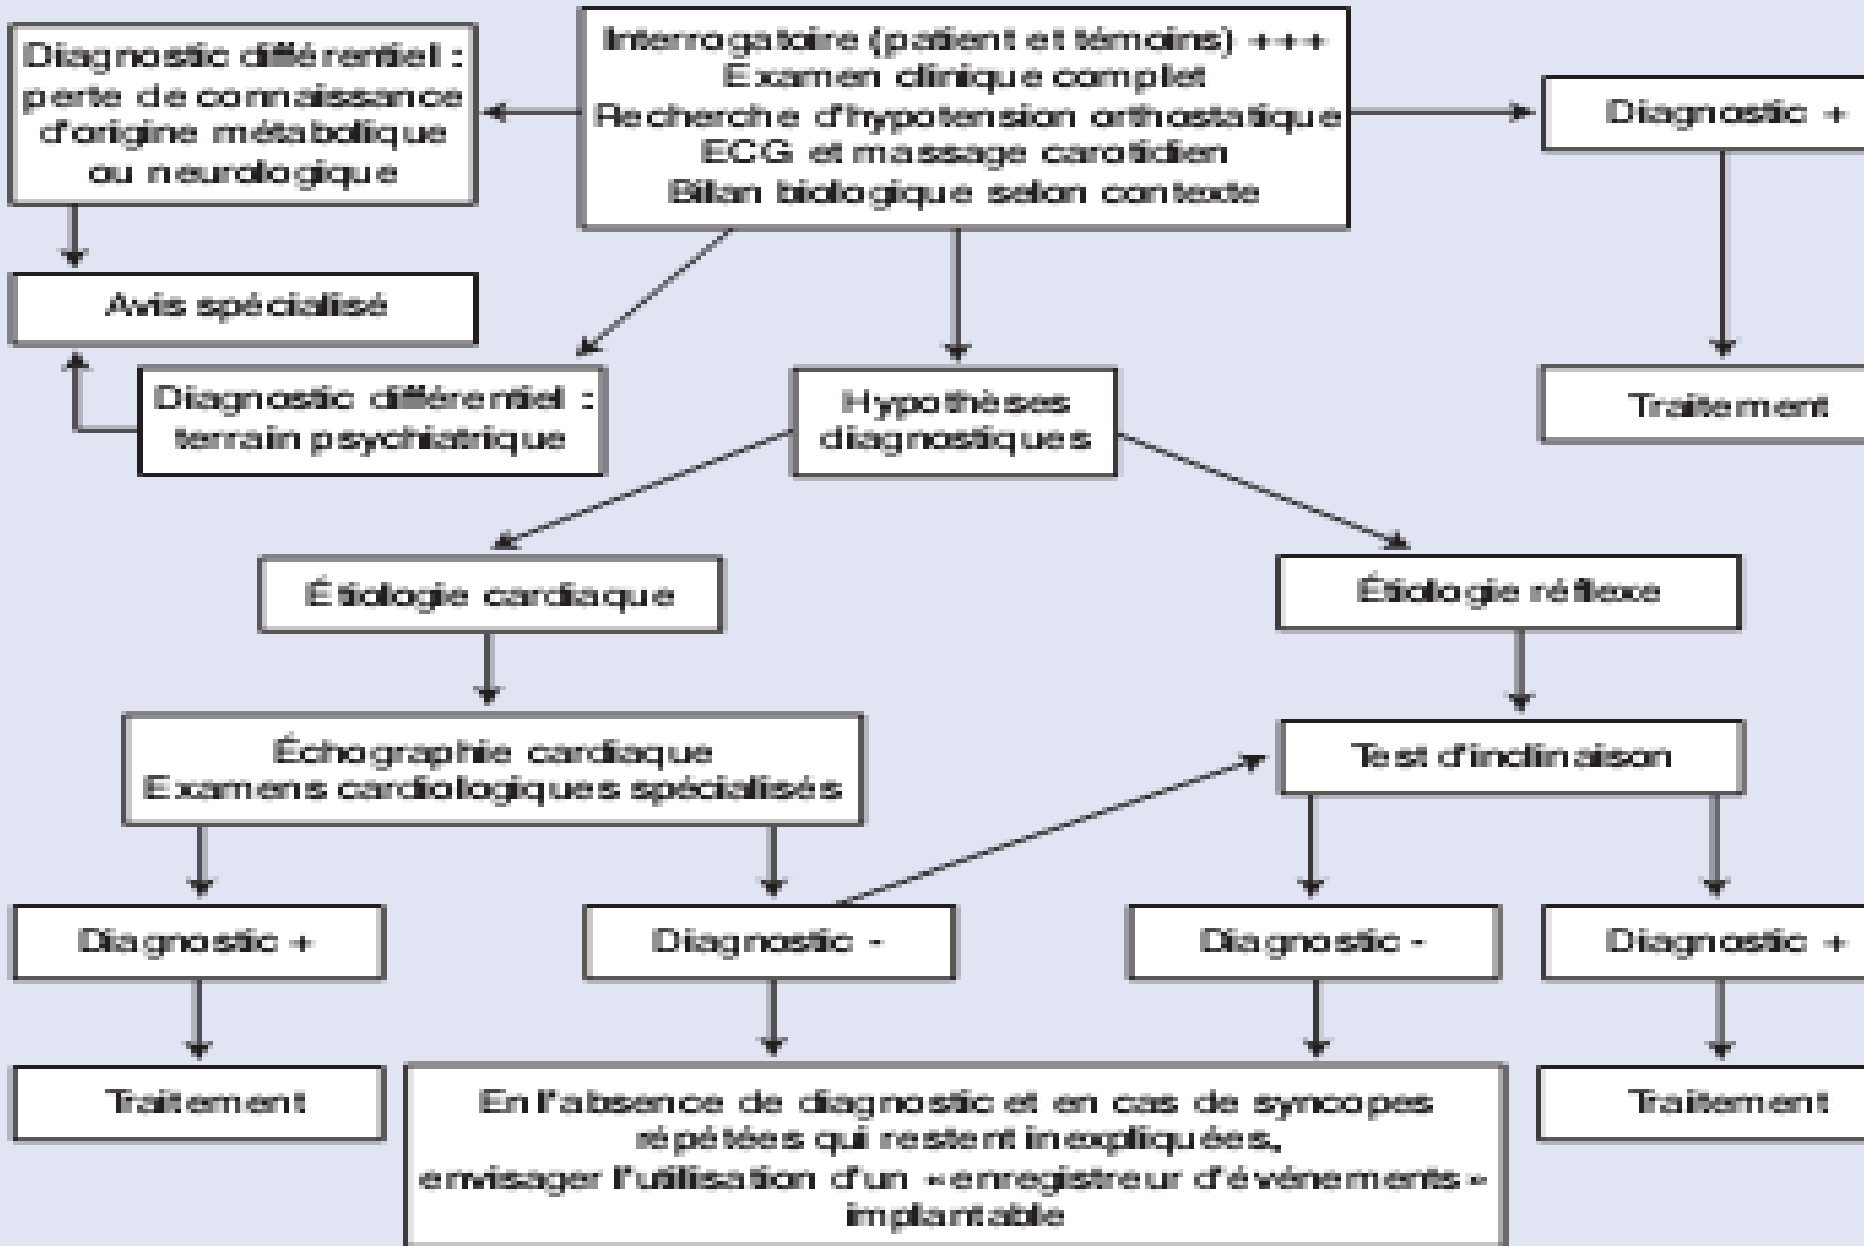 Diagnostic différentiel :
perte de connaissance
d'origine métabolique
ou neurologique
Interrogatoire (patient et témoins) +++
Examen clinique complet
Recherche d'hypotension orthostatique
ECG et massage carotidien
Bilan biologique selon contexte
Diagnostic +
Avis spécialisé
Diagnostic différentiel :
terrain psychiatrique
Hypothèses
diagnostiques
Traitement
Étiologie cardiaque
Étiologie réflexe
Échographie cardiaque
Examens cardiologiques spécialisés
Test d'inclinaison
Diagnostic +
Diagnostic -
Diagnostic -
Diagnostic +
Traitement
En l'absence de diagnostic et en cas de syncopes
répétées qui restent inexpliquées,
envisager l'utilisation d'un «enregistreur d'événements»
implantable
Traitement